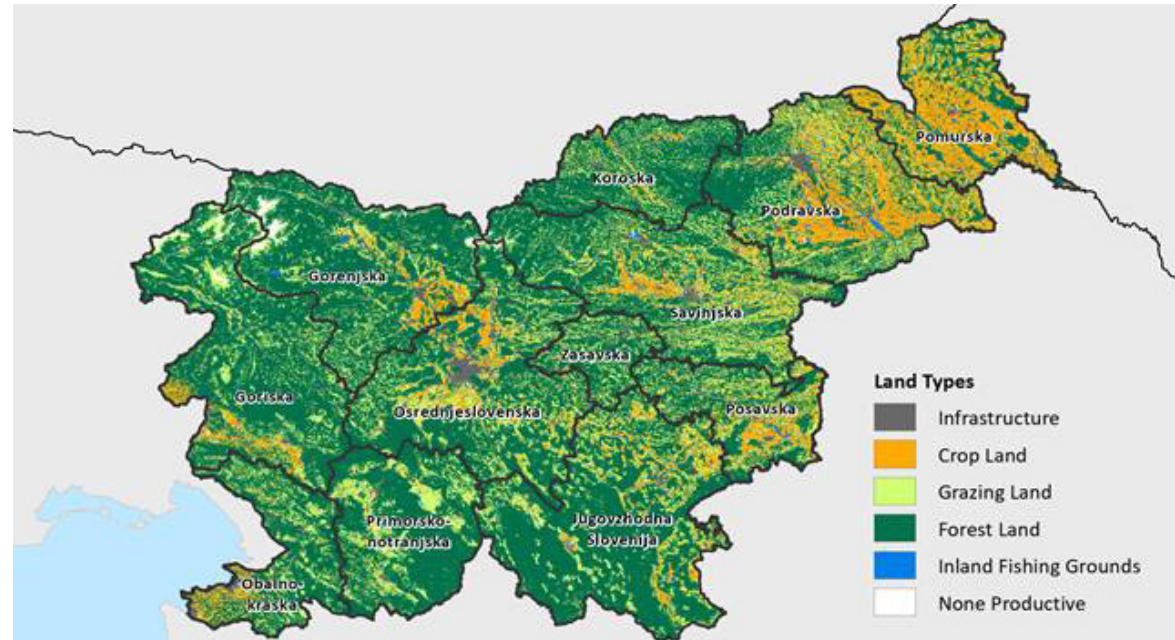 Pomurska
Koroska
Podravska
Gorenjska
Savinjska
Zasavska
Goriska
Osrednjeslovenska
Posavska
Primorsko-
notranjska
Jugovzhodna
Slovenija
Obalno-
kraska
Land Types
Infrastructure
Crop Land
Grazing Land
Forest Land
Inland Fishing Grounds
None Productive